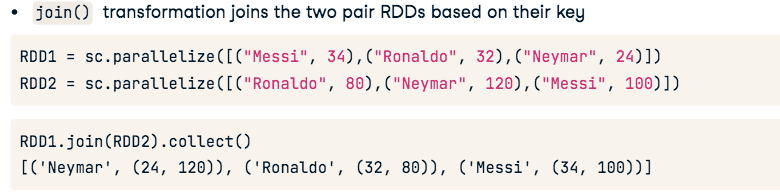 • join() transformation joins the two pair RDDs based on their key
RDD1 = sc.parallelize([("Messi", 34),("Ronaldo", 32),("Neymar", 24)])
RDD2 = sc.parallelize([("Ronaldo", 80),("Neymar", 120),("Messi", 100)])
RDD1.join(RDD2).collect()
[('Neymar', (24, 120)), ('Ronaldo', (32, 80)), ('Messi', (34, 100))]